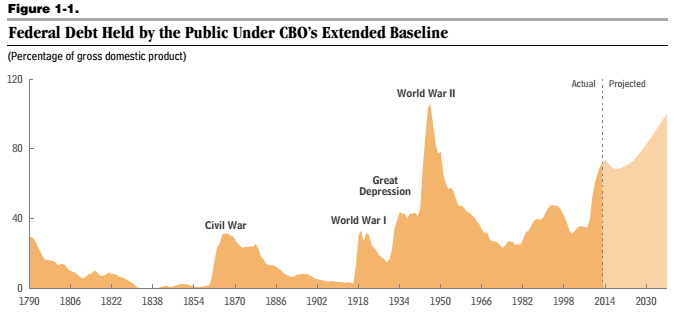 Figure 1-1.
Federal Debt Held by the Public Under CBO's Extended Baseline
(Percentage of gross domestic product)
120
Actual
Projected
World War II
80
Great
Depression
40
Civil War
World War I
0
1790 1806 1822 1838 1854 1870 1886 1902 1918 1934 1950 1966 1982 1998 2014 2030